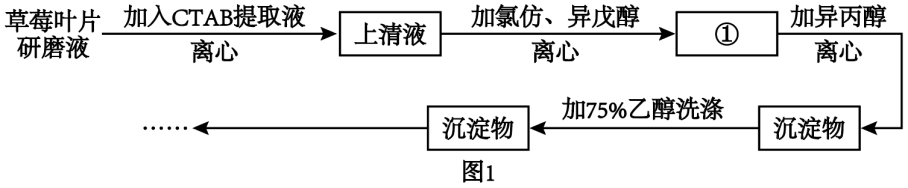 草莓叶片
研磨液
加入CTAB提取液
离心
上清液
加氯仿、异戊醇
离心
①
加异丙醇
离心
沉淀物
加75%乙醇洗涤
沉淀物
……
图1